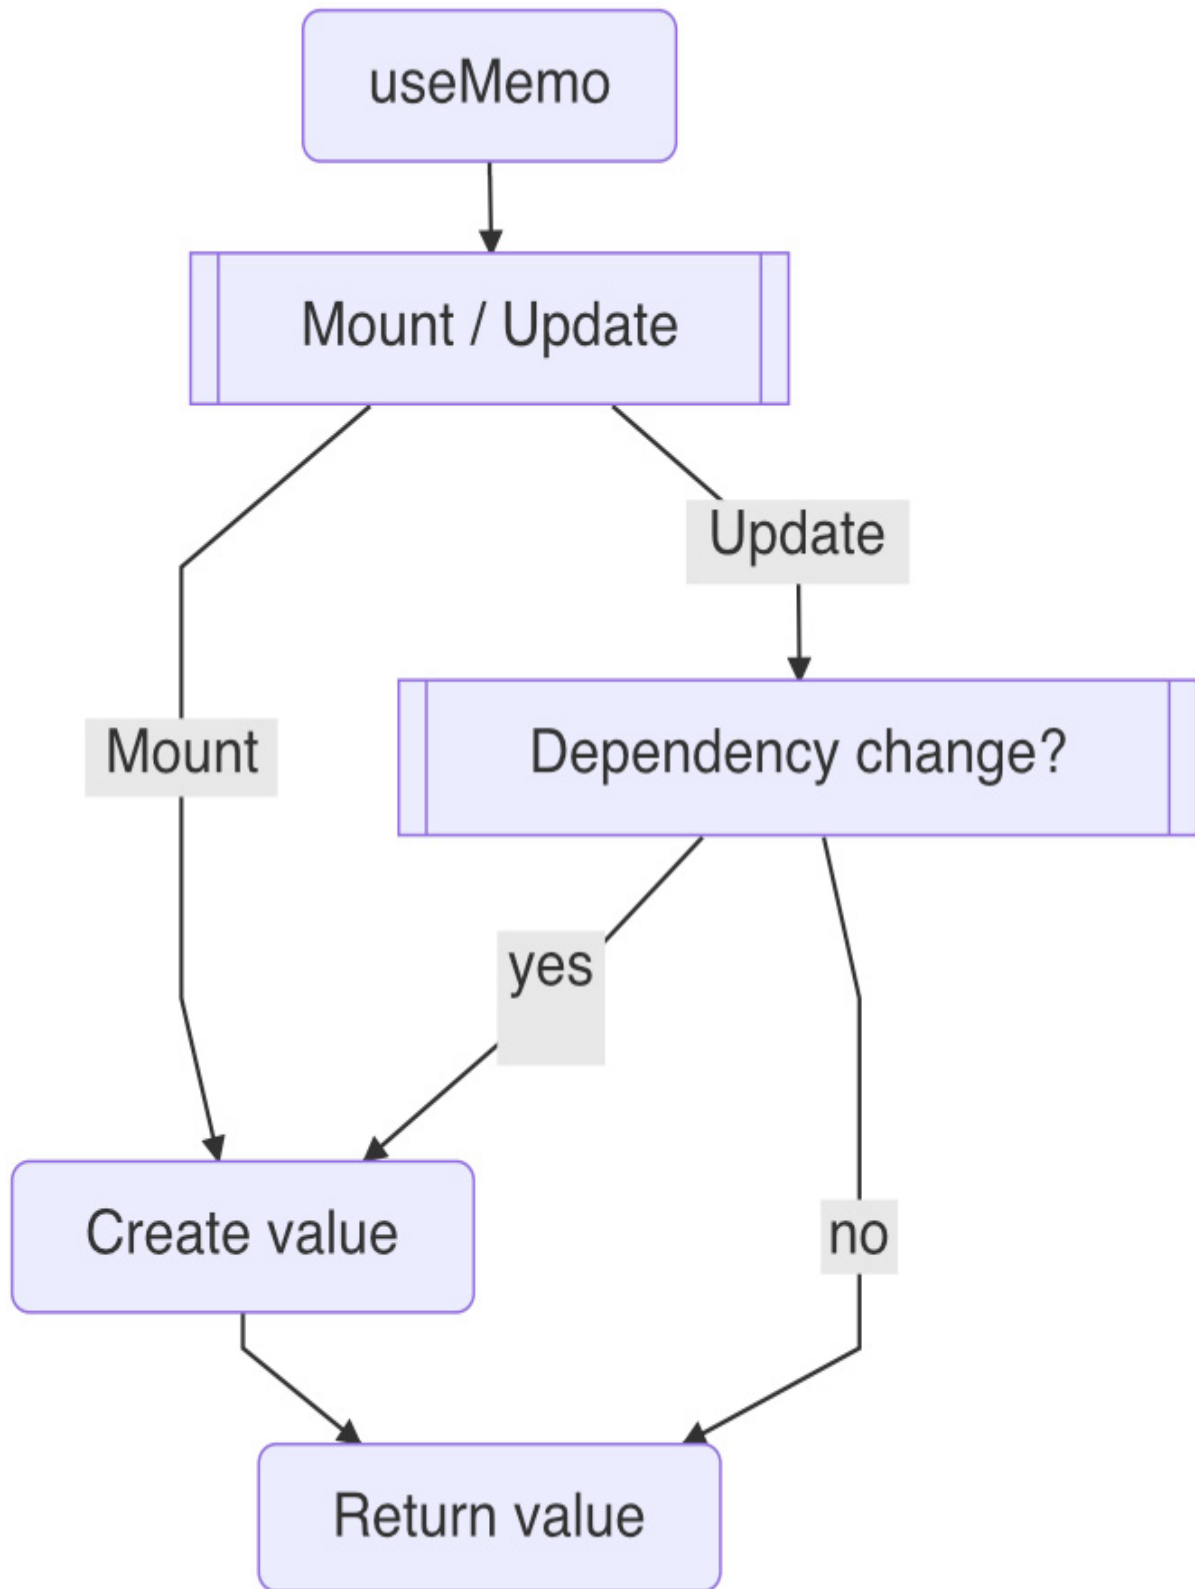 useMemo
Mount / Update
Update
Mount
Dependency change?
yes
Create value
no
Return value